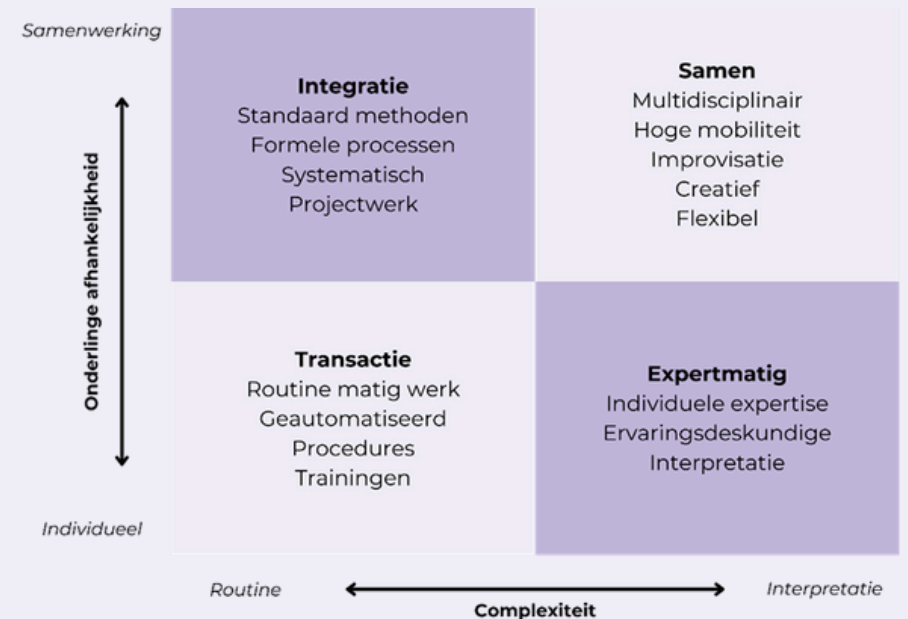 Samenwerking
Integratie
Standaard methoden
Formele processen
Systematisch
Projectwerk
Samen
Multidisciplinair
Hoge mobiliteit
Improvisatie
Creatief
Flexibel
Onderlinge afhankelijkheid
Transactie
Routine matig werk
Geautomatiseerd
Procedures
Trainingen
Expertmatig
Individuele expertise
Ervaringsdeskundige
Interpretatie
Individueel
Routine
Interpretatie
Complexiteit